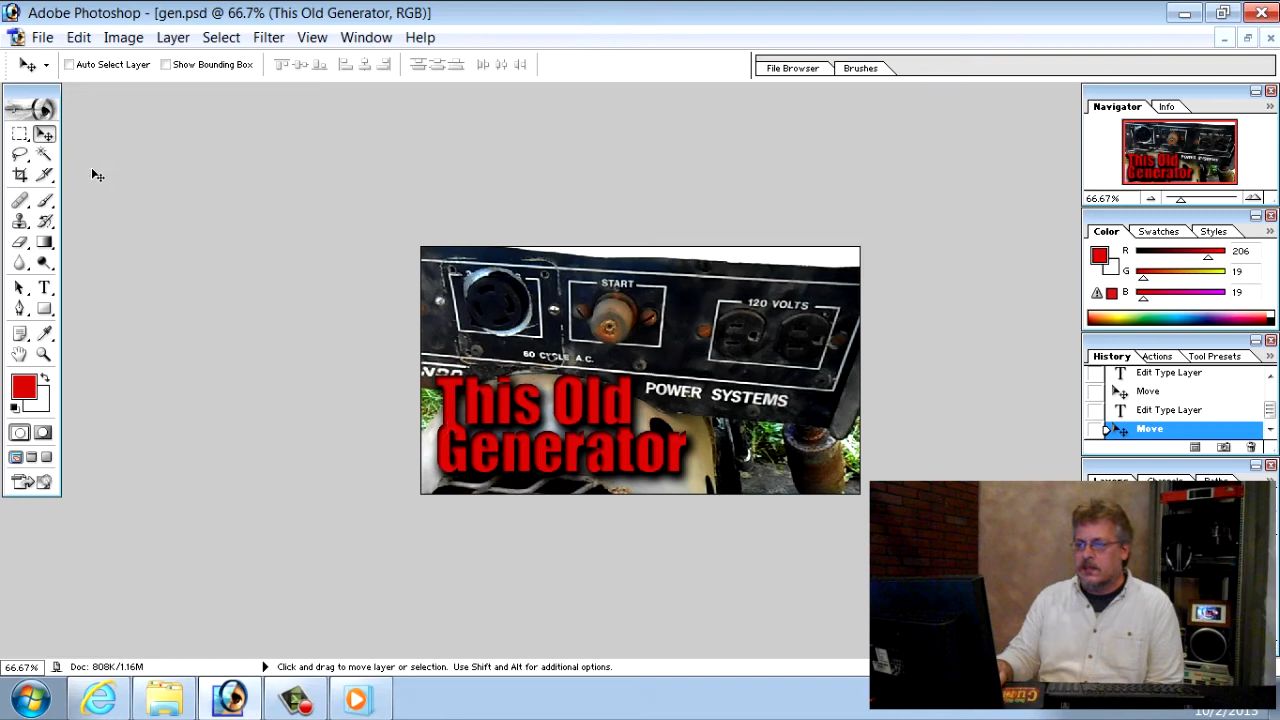 Adobe Photoshop - [gen.psd @ 66.7% (This Old Generator, RGB)]
File Edit Image Layer Select Filter View Window Help
Auto Select Layer Show Bounding Box
File Browser Brushes
Navigator Info
66.67%
Color Swatches Styles
R 206
G 19
B 19
History Actions Tool Presets
Edit Type Layer
Move
Edit Type Layer
Move
START
120 VOLTS
60 CYCLE A.C.
POWER SYSTEMS
This Old
Generator
66.67% Doc: 808K/1.16M Click and drag to move layer or selection. Use Shift and Alt for additional options.
10/2/2013